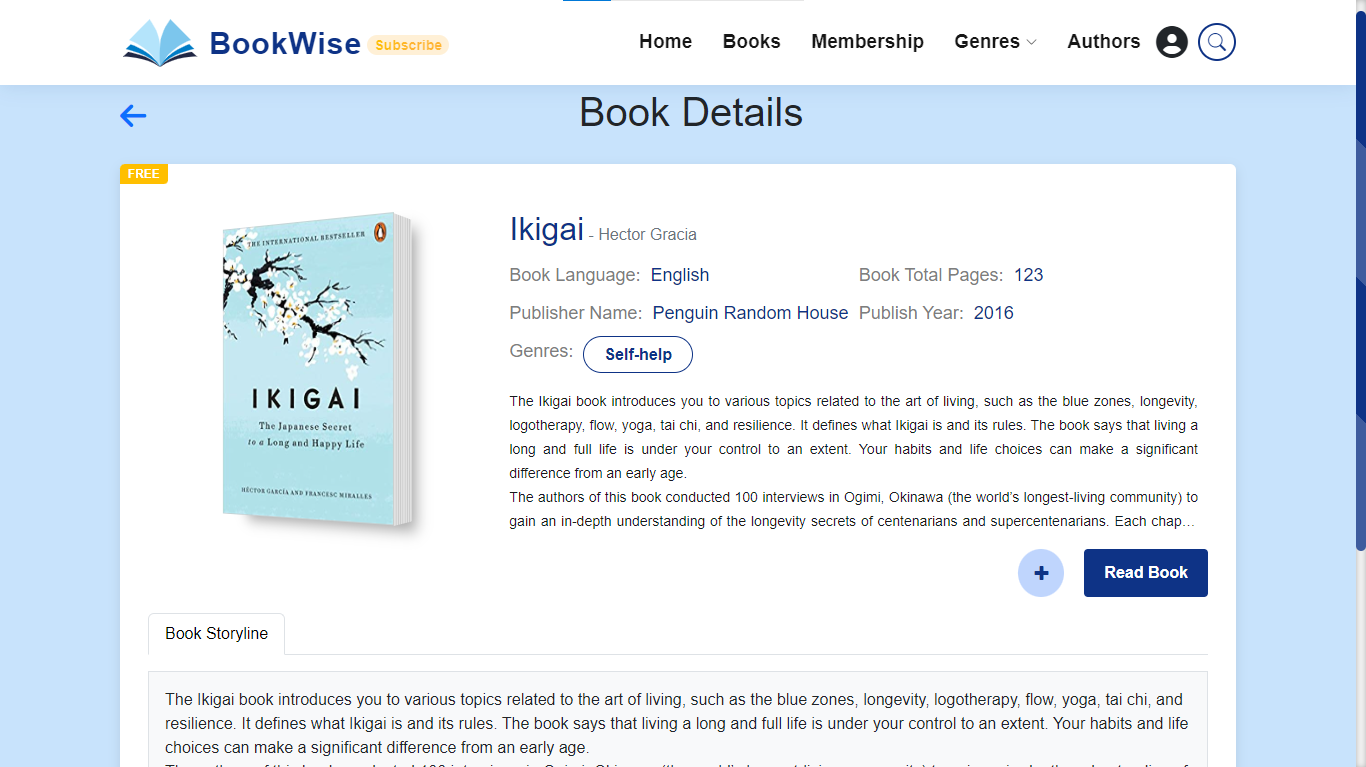 BookWise Subscribe
Home Books Membership Genres Authors
Book Details
FREE
THE INTERNATIONAL BESTSELLER
IKIGAI
The Japanese Secret
to a Long and Happy Life
HÉCTOR GARCÍA AND FRANCESC MIRALLES
Ikigai - Hector Gracia
Book Language: English Book Total Pages: 123
Publisher Name: Penguin Random House Publish Year: 2016
Genres: Self-help
The Ikigai book introduces you to various topics related to the art of living, such as the blue zones, longevity,
logotherapy, flow, yoga, tai chi, and resilience. It defines what Ikigai is and its rules. The book says that living a
long and full life is under your control to an extent. Your habits and life choices can make a significant
difference from an early age.
The authors of this book conducted 100 interviews in Ogimi, Okinawa (the world’s longest-living community) to
gain an in-depth understanding of the longevity secrets of centenarians and supercentenarians. Each chap…
+ Read Book
Book Storyline
The Ikigai book introduces you to various topics related to the art of living, such as the blue zones, longevity, logotherapy, flow, yoga, tai chi, and
resilience. It defines what Ikigai is and its rules. The book says that living a long and full life is under your control to an extent. Your habits and life
choices can make a significant difference from an early age.